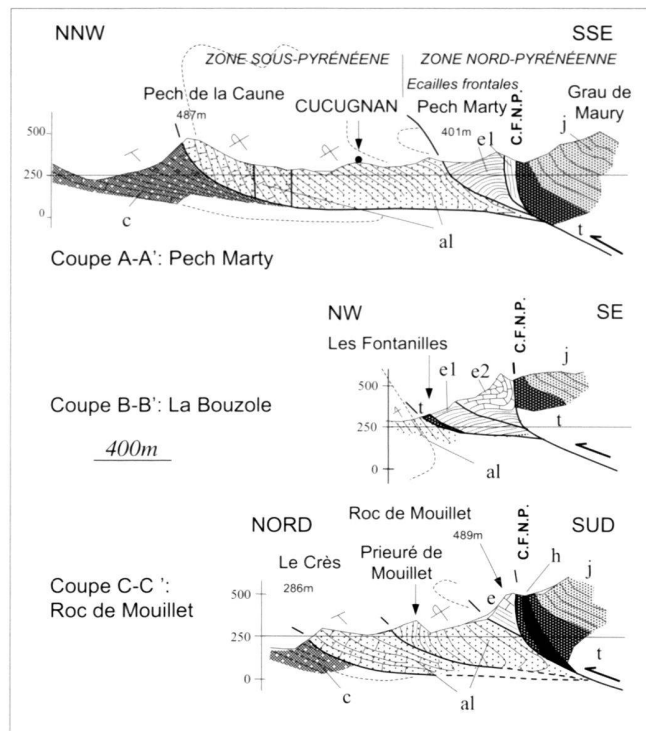 NNW SSE
ZONE SOUS-PYRÉNÉENE ZONE NORD-PYRÉNÉENNE
Ecailles frontales
Pech de la Caune CUCUGNAN Pech Marty C.F.N.P. Grau de
Maury
487m 401m e1 j
500
250
0
c al t
Coupe A-A': Pech Marty
NW SE
Les Fontanilles C.F.N.P.
e1 e2 j
500
t
Coupe B-B': La Bouzole
250
t
400m
al
0
Roc de Mouillet
NORD C.F.N.P. SUD
489m
Le Crès Prieuré de
Mouillet
h
286m
j
Coupe C-C ':
Roc de Mouillet
e
500
250
t
0
c al